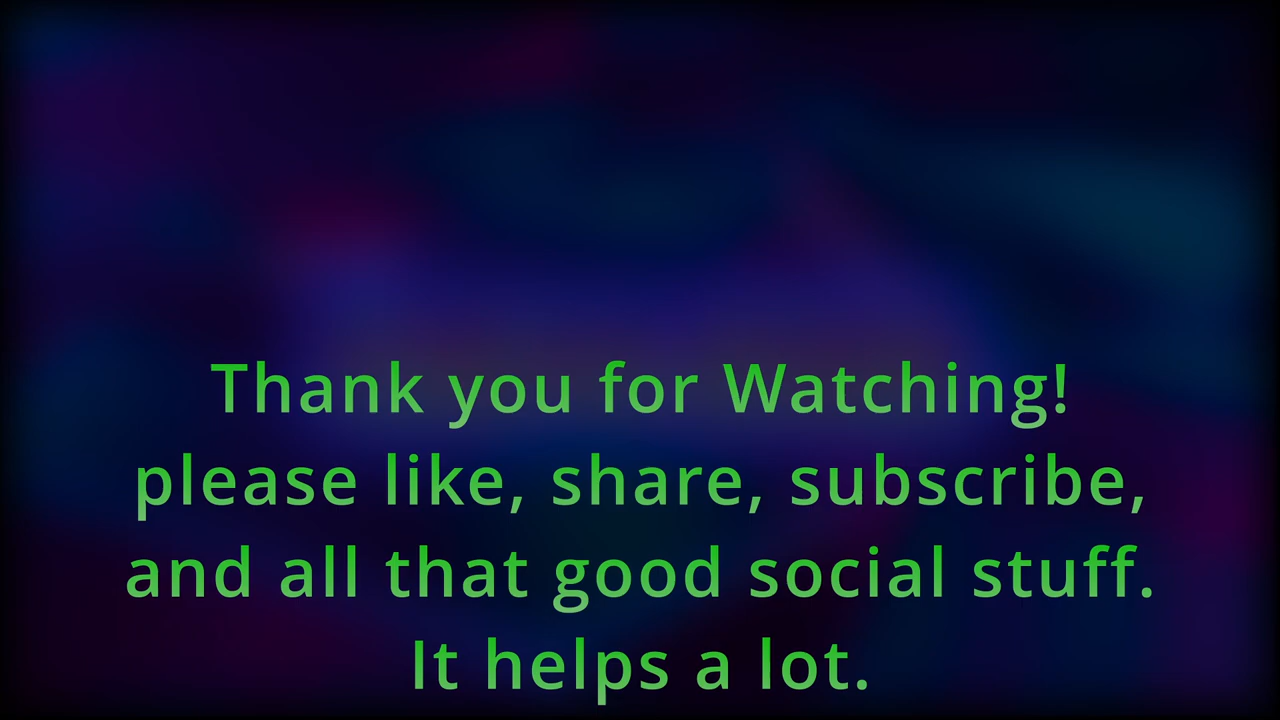 Thank you for Watching!
please like, share, subscribe,
and all that good social stuff.
It helps a lot.